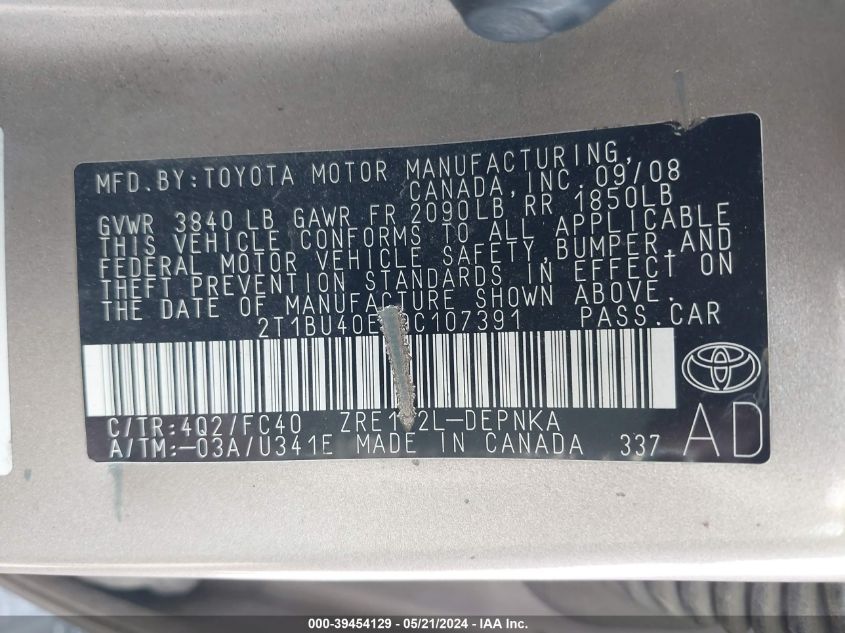 MFD. BY: TOYOTA MOTOR MANUFACTURING,
CANADA, INC. 09/08
GVWR 3840 LB GAWR FR 2090LB, RR 1850LB
THIS VEHICLE CONFORMS TO ALL APPLICABLE
FEDERAL MOTOR VEHICLE SAFETY, BUMPER, AND
THEFT PREVENTION STANDARDS IN EFFECT ON
THE DATE OF MANUFACTURE SHOWN ABOVE.
PASS. CAR
C/TR: 4Q2/FC40
A/TM: -03A/U341E MADE IN CANADA 337
AD
000-39454129 - 05/21/2024 - IAA Inc.